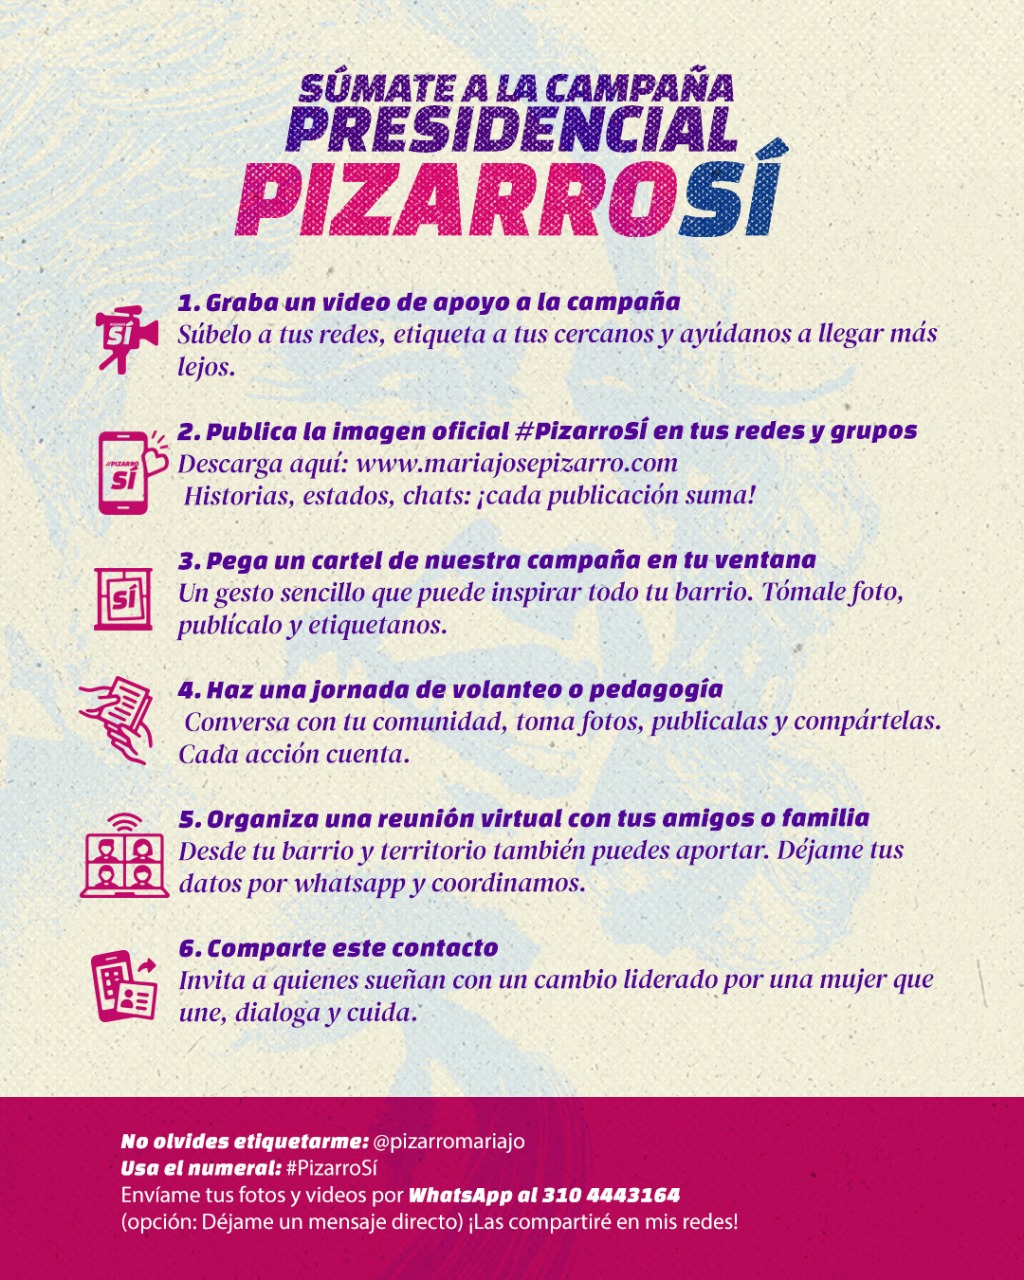 SÚMATE A LA CAMPAÑA
PRESIDENCIAL
PIZARROSÍ
1. Graba un video de apoyo a la campaña
Súbelo a tus redes, etiqueta a tus cercanos y ayúdanos a llegar más
lejos.
PIZARRO
SÍ
2. Publica la imagen oficial #PizarroSÍ en tus redes y grupos
Descarga aquí: www.mariajosepizarro.com
Historias, estados, chats: ¡cada publicación suma!
#PIZARRO
SÍ
3. Pega un cartel de nuestra campaña en tu ventana
Un gesto sencillo que puede inspirar todo tu barrio. Tómale foto,
publícalo y etiquetanos.
SÍ
4. Haz una jornada de volanteo o pedagogía
Conversa con tu comunidad, toma fotos, publicalas y compártelas.
Cada acción cuenta.
5. Organiza una reunión virtual con tus amigos o familia
Desde tu barrio y territorio también puedes aportar. Déjame tus
datos por whatsapp y coordinamos.
6. Comparte este contacto
Invita a quienes sueñan con un cambio liderado por una mujer que
une, dialoga y cuida.
No olvides etiquetarme: @pizarromariajo
Usa el numeral: #PizarroSí
Envíame tus fotos y videos por WhatsApp al 310 4443164
(opción: Déjame un mensaje directo) ¡Las compartiré en mis redes!